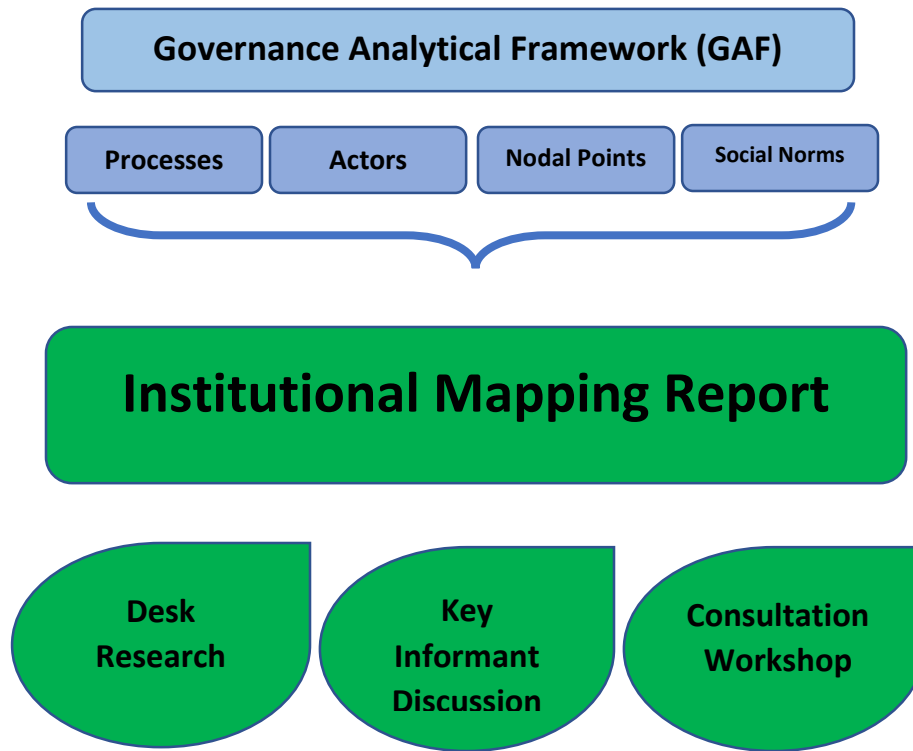 Governance Analytical Framework (GAF)
Processes
Actors
Nodal Points
Social Norms
Institutional Mapping Report
Desk
Research
Key
Informant
Discussion
Consultation
Workshop